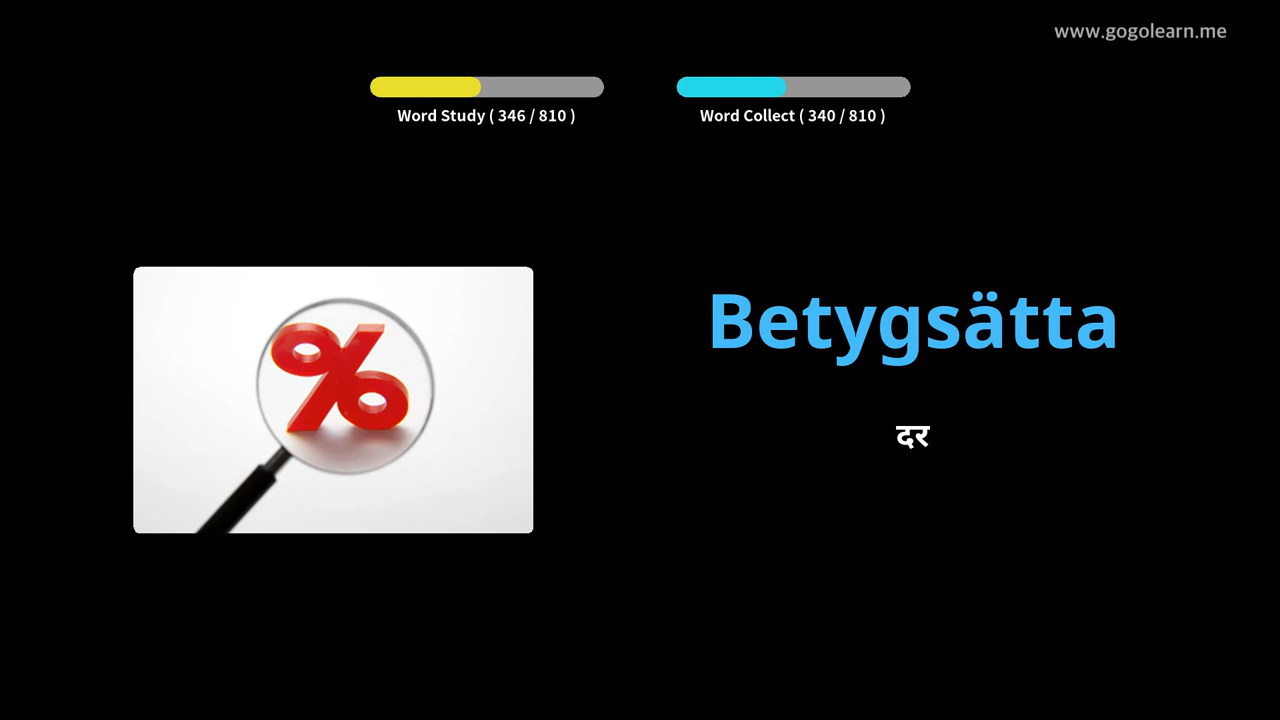 www.gogolearn.me
Word Study ( 346 / 810 )
Word Collect ( 340 / 810 )
%
Betygsätta
दर